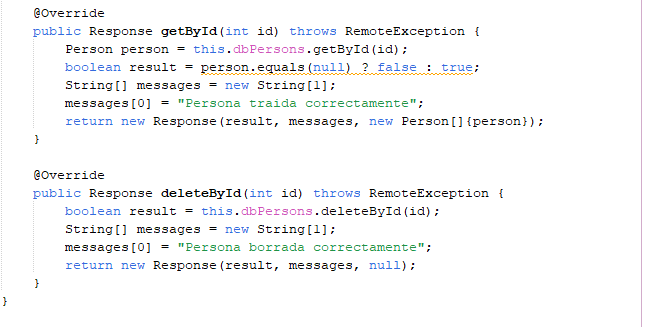 @Override
public Response getById(int id) throws RemoteException {
Person person = this.dbPersons.getById(id);
boolean result = person.equals(null) ? false : true;
String[] messages = new String[1];
messages[0] = "Persona traida correctamente";
return new Response(result, messages, new Person[]{person});
}
@Override
public Response deleteById(int id) throws RemoteException {
boolean result = this.dbPersons.deleteById(id);
String[] messages = new String[1];
messages[0] = "Persona borrada correctamente";
return new Response(result, messages, null);
}
}